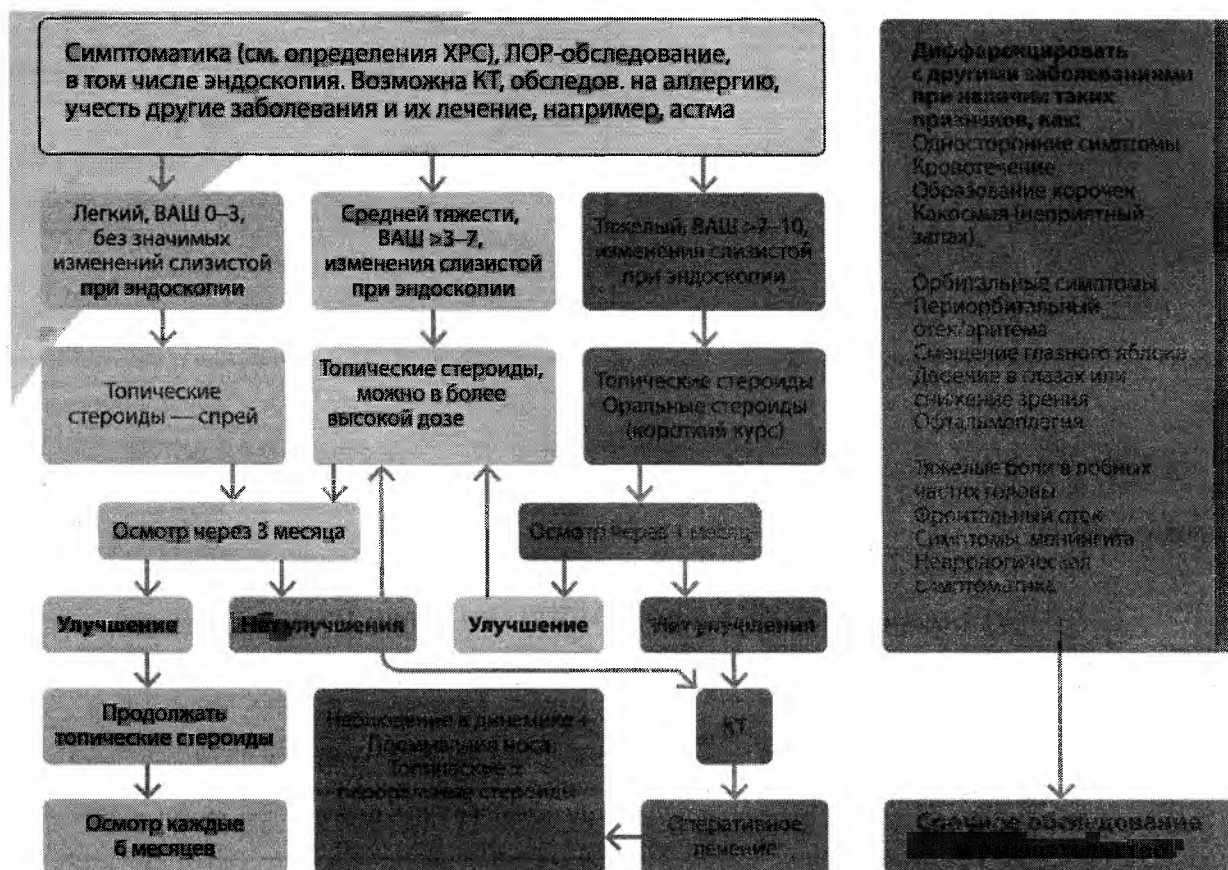 Симптоматика (см. определения ХРС), ЛОР-обследование,
в том числе эндоскопия. Возможна КТ, обследов. на аллергию,
учесть другие заболевания и их лечение, например, астма
Легкий, ВАШ 0–3,
без значимых
изменений слизистой
при эндоскопии
Средней тяжести,
ВАШ >3–7,
изменения слизистой
при эндоскопии
Тяжелый, ВАШ >7–10,
изменения слизистой
при эндоскопии
Топические
стероиды — спрей
Топические стероиды,
можно в более
высокой дозе
Топические стероиды
Оральные стероиды
(короткий курс)
Осмотр через 3 месяца
Осмотр через 1 месяц
Улучшение
Нет улучшения
Улучшение
Нет улучшения
Продолжать
топические стероиды
Наблюдение в динамике +
Промывания носа
Топические ±
пероральные стероиды
КТ
Осмотр каждые
6 месяцев
Оперативное
лечение
Дифференцировать
с другими заболеваниями
при наличии таких
признаков, как:
Односторонние симптомы
Кровотечение
Образование корочек
Какосмия (неприятный
запах)
Орбитальные симптомы
Периорбитальный
отек/эритема
Смещение глазного яблока
Двоение в глазах или
снижение зрения
Офтальмоплегия
Тяжелые боли в лобных
частях головы
Фронтальный отек
Симптомы менингита
Неврологическая
симптоматика
Срочное обследование